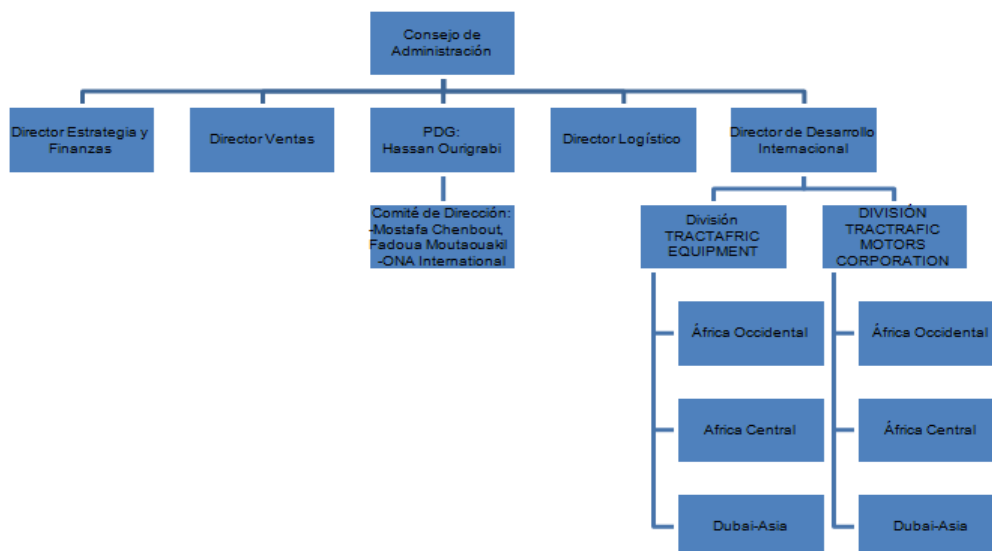 Consejo de
Administración
Director Estrategia y
Finanzas
Director Ventas
PDG:
Hassan Ourigrabi
Director Logístico
Director de Desarrollo
Internacional
Comité de Dirección:
-Mostafa Chenbout,
Fadoua Moutaouakil
-ONA International
División
TRACTAFRIC
EQUIPMENT
DIVISIÓN
TRACTRAFIC
MOTORS
CORPORATION
África Occidental
África Occidental
Africa Central
África Central
Dubai-Asia
Dubai-Asia